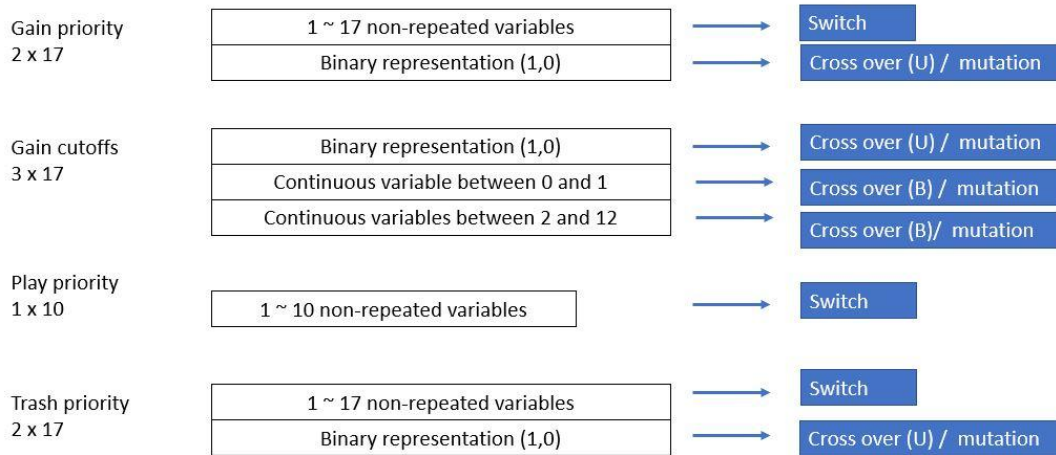 Gain priority
2 x 17
1 ~ 17 non-repeated variables
Switch
Binary representation (1,0)
Cross over (U) /  mutation
Gain cutoffs
3 x 17
Binary representation (1,0)
Cross over (U) /  mutation
Continuous variable between 0 and 1
Cross over (B) /  mutation
Continuous variables between 2 and 12
Cross over (B)/  mutation
Play priority
1 x 10
1 ~ 10 non-repeated variables
Switch
Trash priority
2 x 17
1 ~ 17 non-repeated variables
Switch
Binary representation (1,0)
Cross over (U) /  mutation